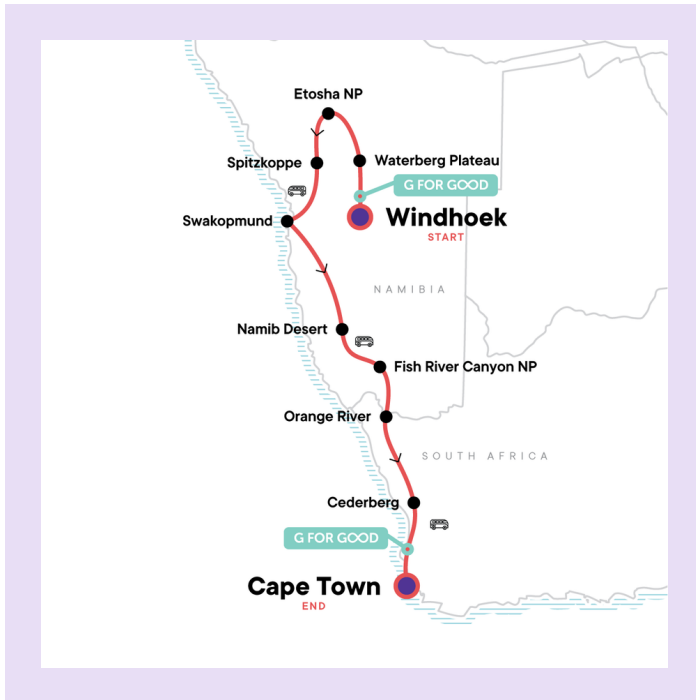 Etosha NP
Spitzkoppe
Waterberg Plateau
G FOR GOOD
Swakopmund
Windhoek
START
NAMIBIA
Namib Desert
Fish River Canyon NP
Orange River
SOUTH AFRICA
Cederberg
G FOR GOOD
Cape Town
END